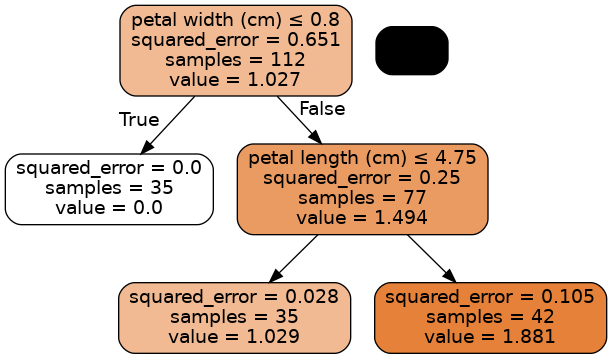 petal width (cm) ≤ 0.8
squared_error = 0.651
samples = 112
value = 1.027
True
False
squared_error = 0.0
samples = 35
value = 0.0
petal length (cm) ≤ 4.75
squared_error = 0.25
samples = 77
value = 1.494
squared_error = 0.028
samples = 35
value = 1.029
squared_error = 0.105
samples = 42
value = 1.881